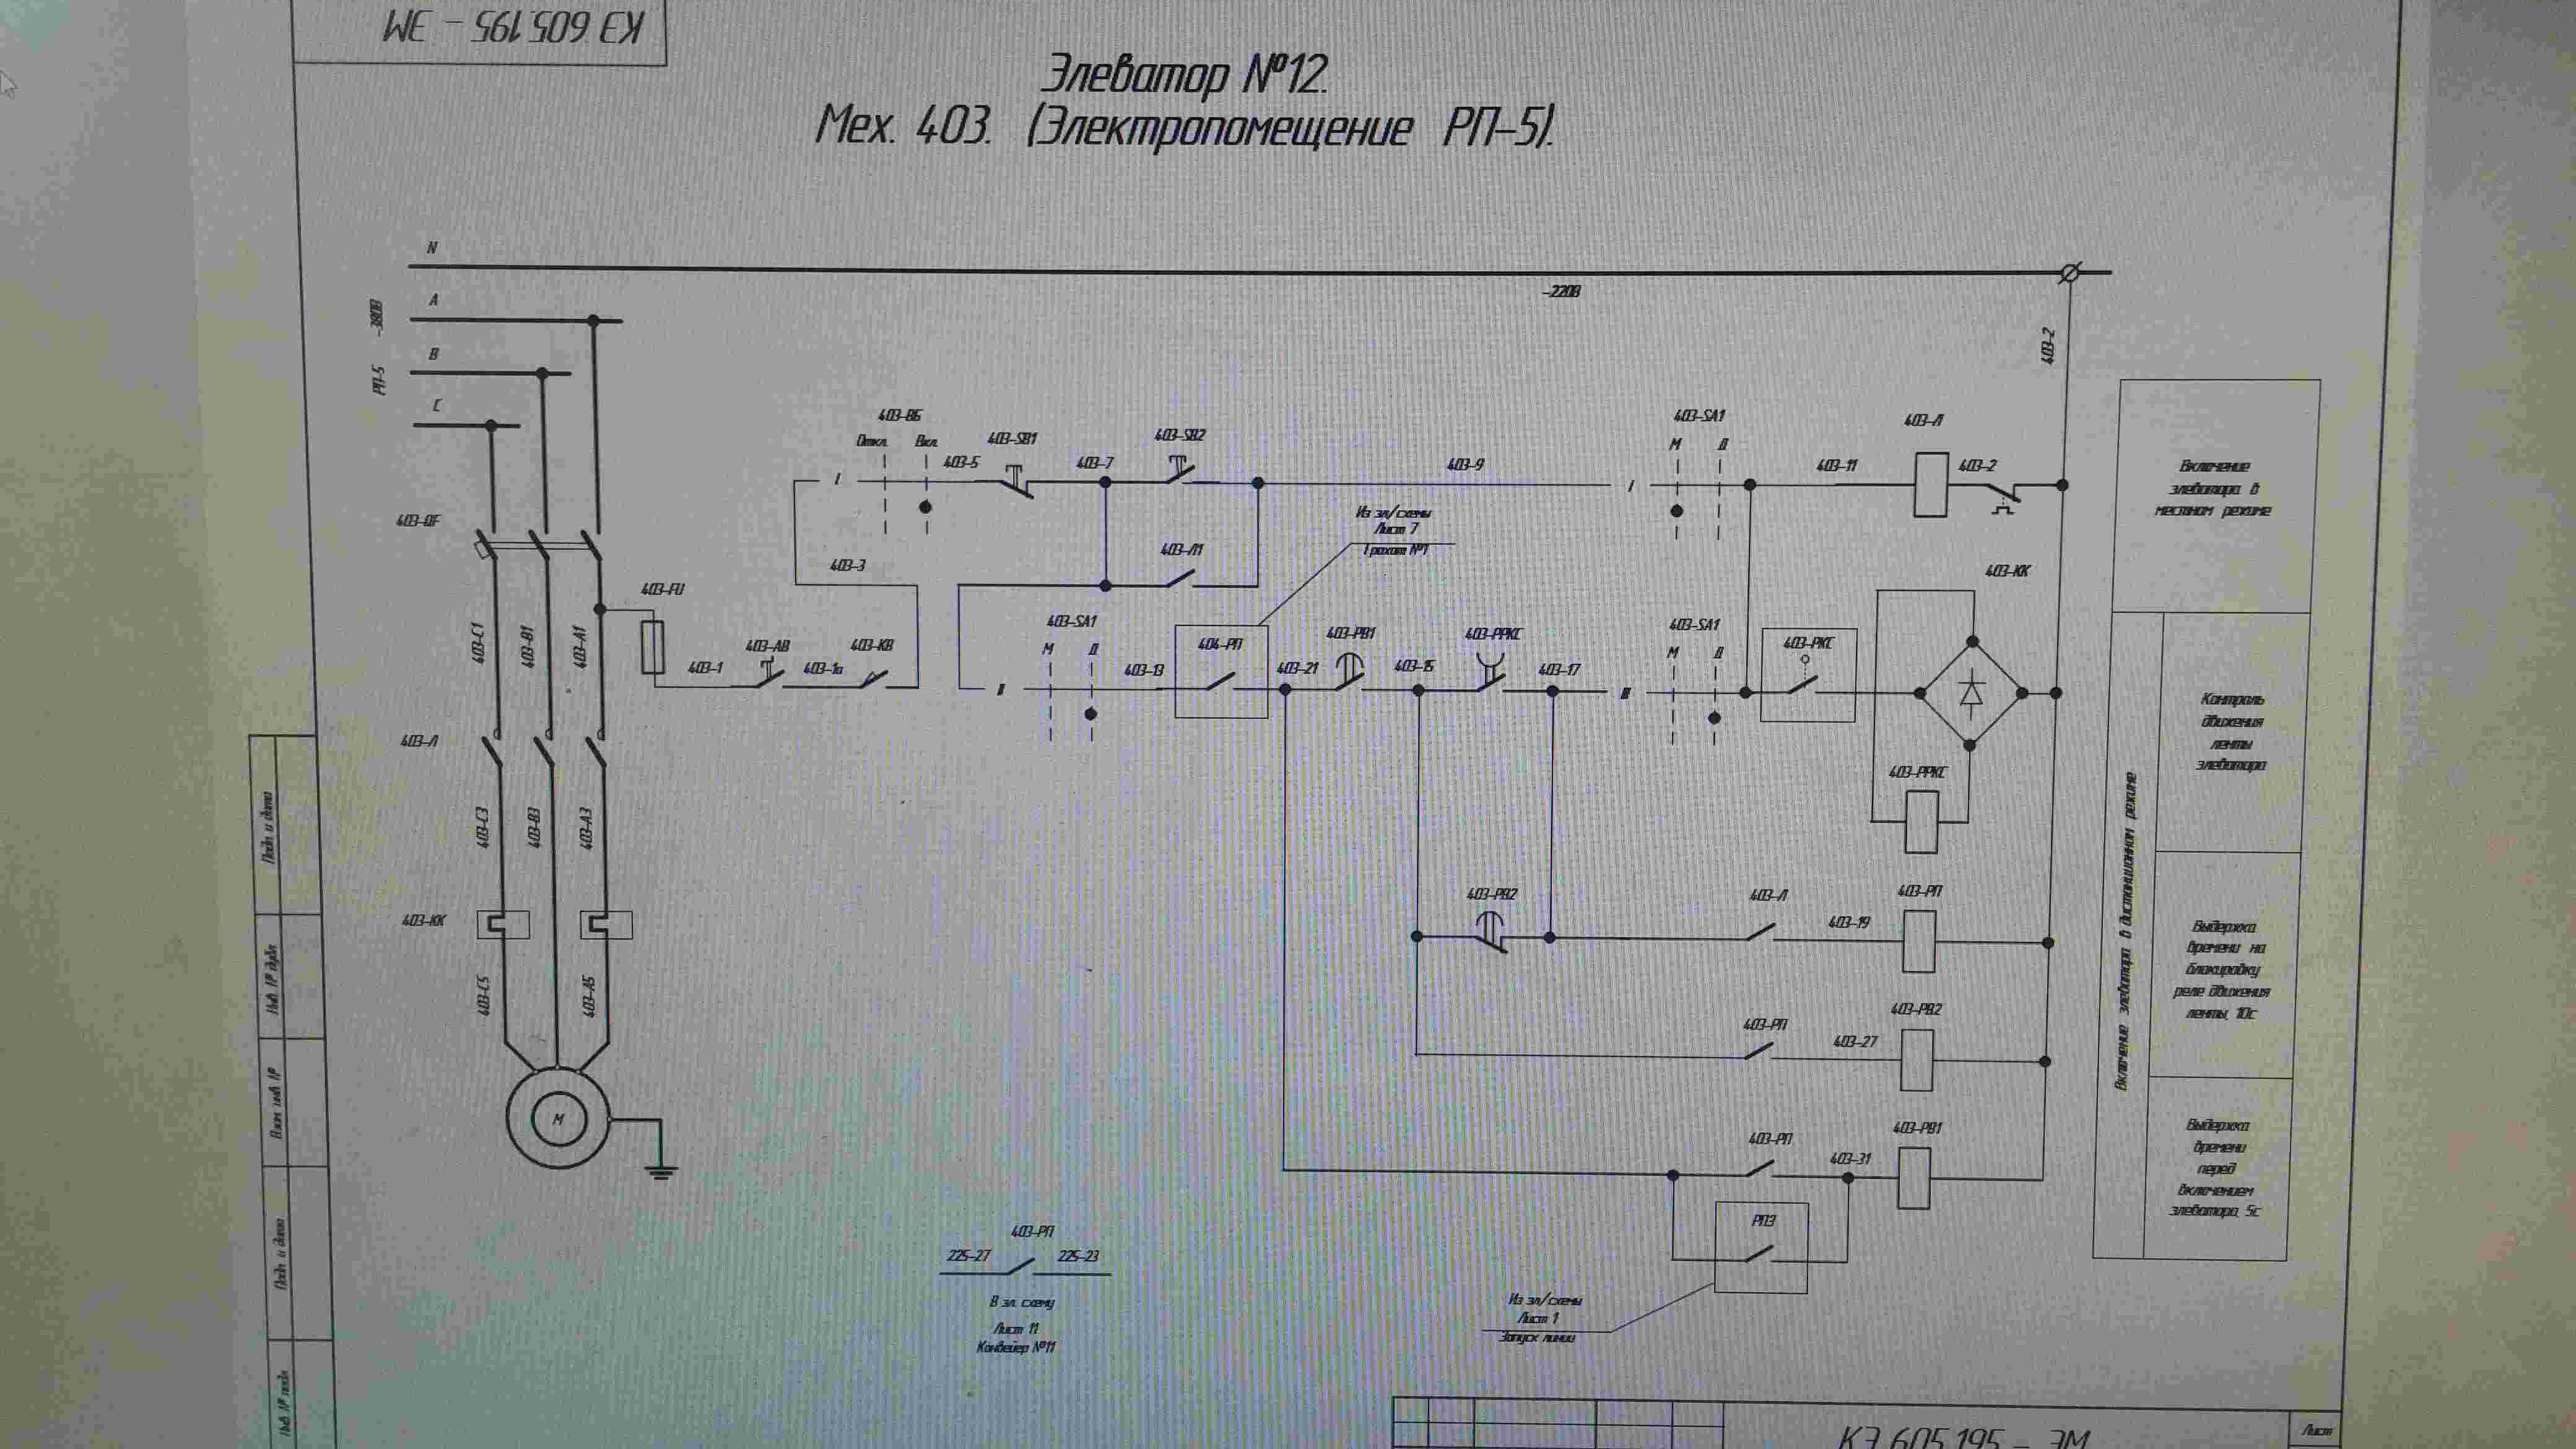 КЭ 605.195 – ЭМ
Элеватор №12.
Мех. 403. (Электропомещение РП-5).
N
~220В
A
B
C
РП-5 ~380В
403-2
403-ВБ
Откл. Вкл.
I
403-5
403-SB1
403-7
403-SB2
403-9
403-SA1
М Д
I
403-11
403-Л
403-2
403-QF
403-3
403-Л1
Из эл/схемы
Лист 7
Грохот №1
403-КК
403-FU
403-C1
403-B1
403-A1
403-1
403-АВ
403-1а
403-КВ
403-SA1
М Д
II
403-13
404-РП
403-21
403-РВ1
403-15
403-РРКС
403-17
403-SA1
М Д
II
403-РКС
403-РРКС
403-Л
403-C3
403-B3
403-A3
403-КК
403-C5
403-A5
М
403-РВ2
403-Л
403-19
403-РП
403-РП
403-27
403-РВ2
403-РП
403-31
403-РВ1
РПЗ
Из эл/схемы
Лист 1
Запуск линии
403-РП
225-27
225-23
В эл. схему
Лист 11
Конвейер №11
Включение
элеватора в
местном режиме
Включение элеватора в дистанционном режиме
Контроль
движения
ленты
элеватора
Выдержка
времени на
блокировку
реле движения
ленты, 10с
Выдержка
времени
перед
включением
элеватора, 5с
Подп. и дата
Инв. № дубл.
Взам. инв. №
Подп. и дата
Инв. № подл.
КЭ 605.195 – ЭМ
Лист